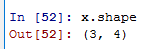 In [52]: x.shape
Out[52]: (3, 4)